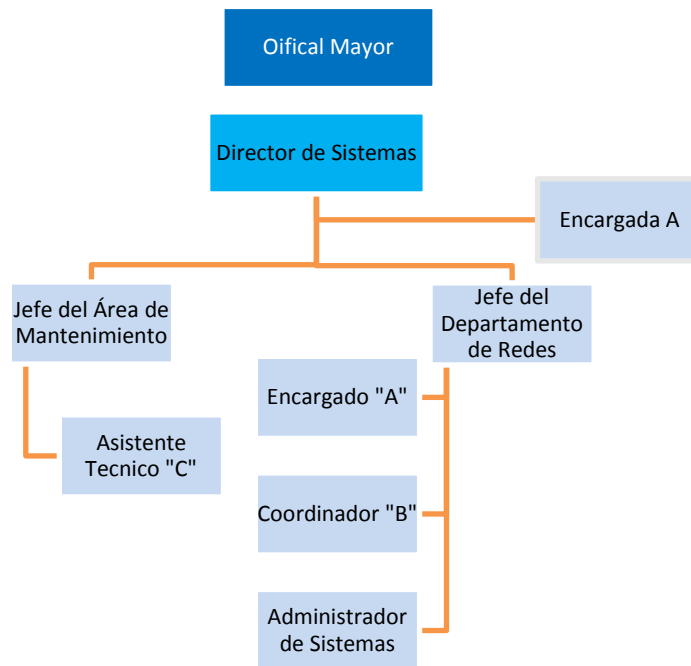 Oifical Mayor
Director de Sistemas
Encargada A
Jefe del Área de
Mantenimiento
Jefe del
Departamento
de Redes
Encargado "A"
Asistente
Tecnico "C"
Coordinador "B"
Administrador
de Sistemas